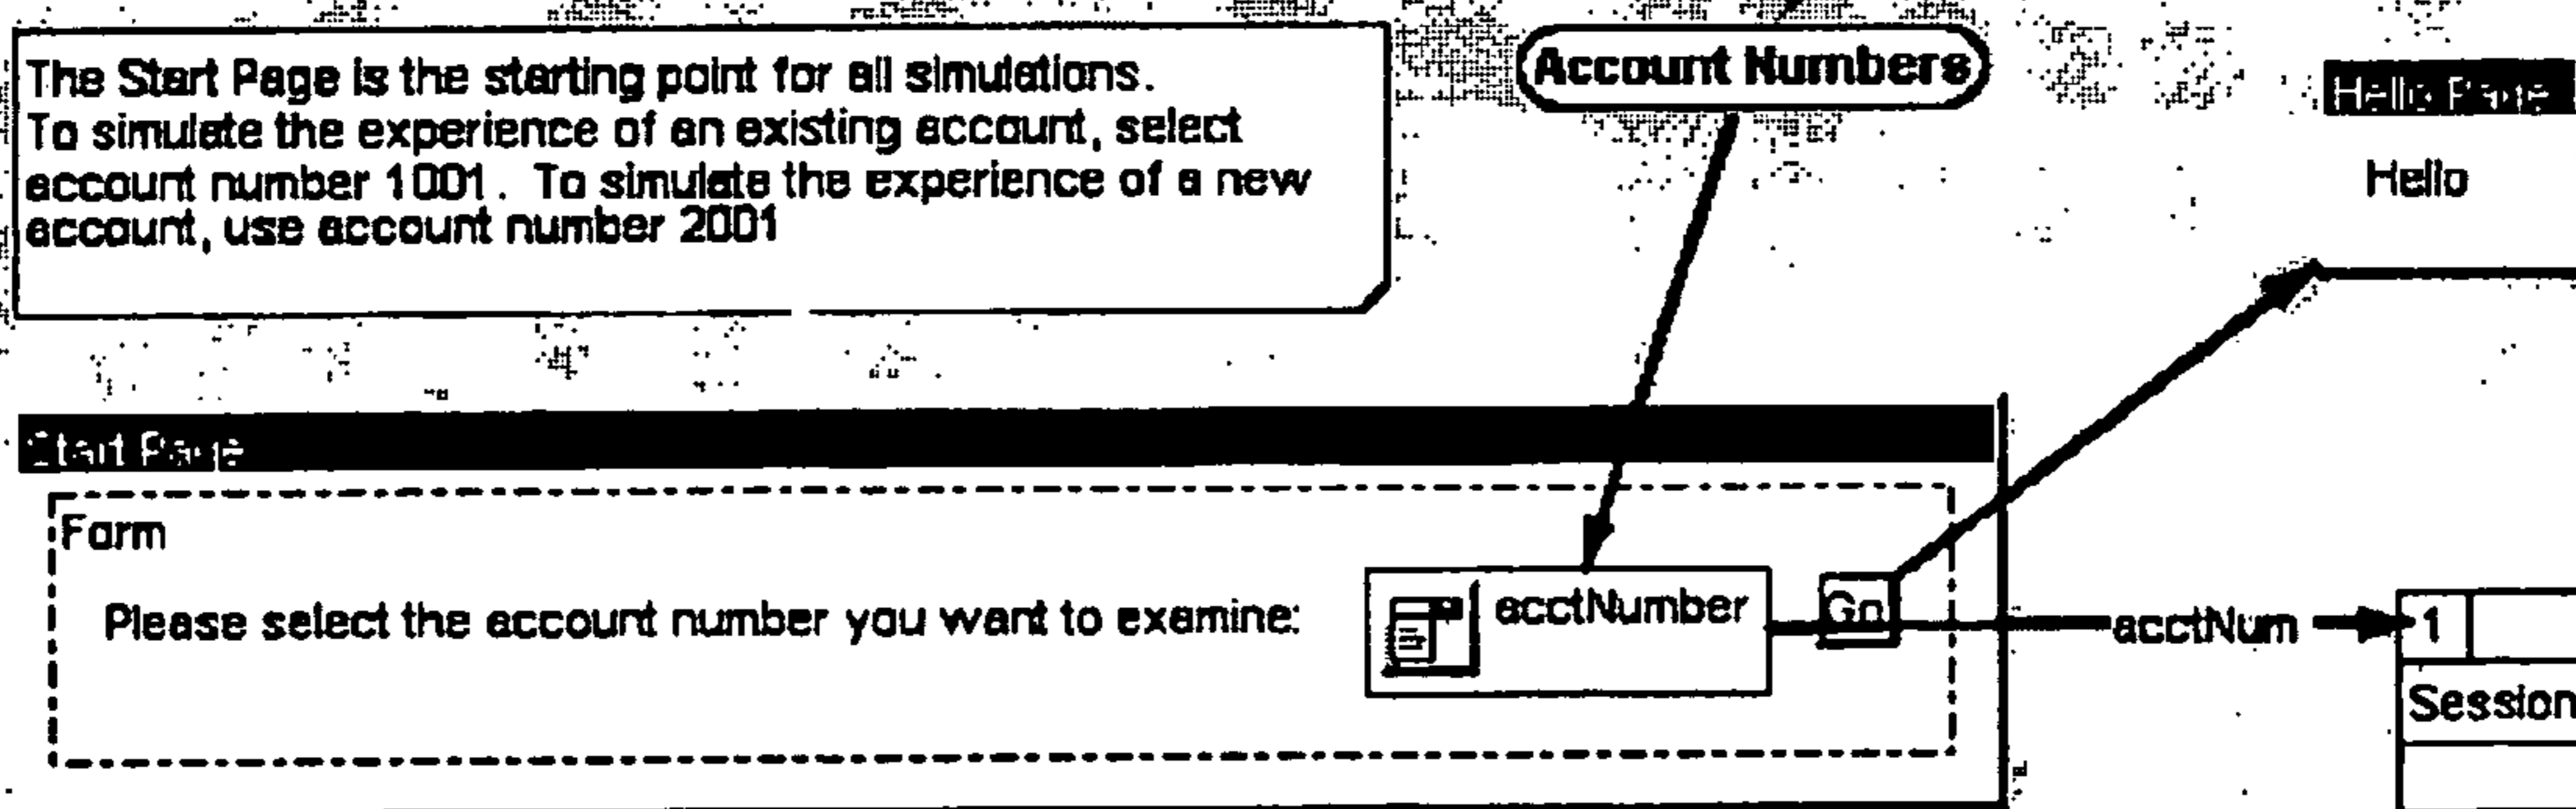 The Start Page is the starting point for all simulations.
To simulate the experience of an existing account, select
account number 1001. To simulate the experience of a new
account, use account number 2001
Account Numbers
Hello Page
Hello
Start Page
Form
Please select the account number you want to examine:
acctNumber
Go
acctNum
1
Session